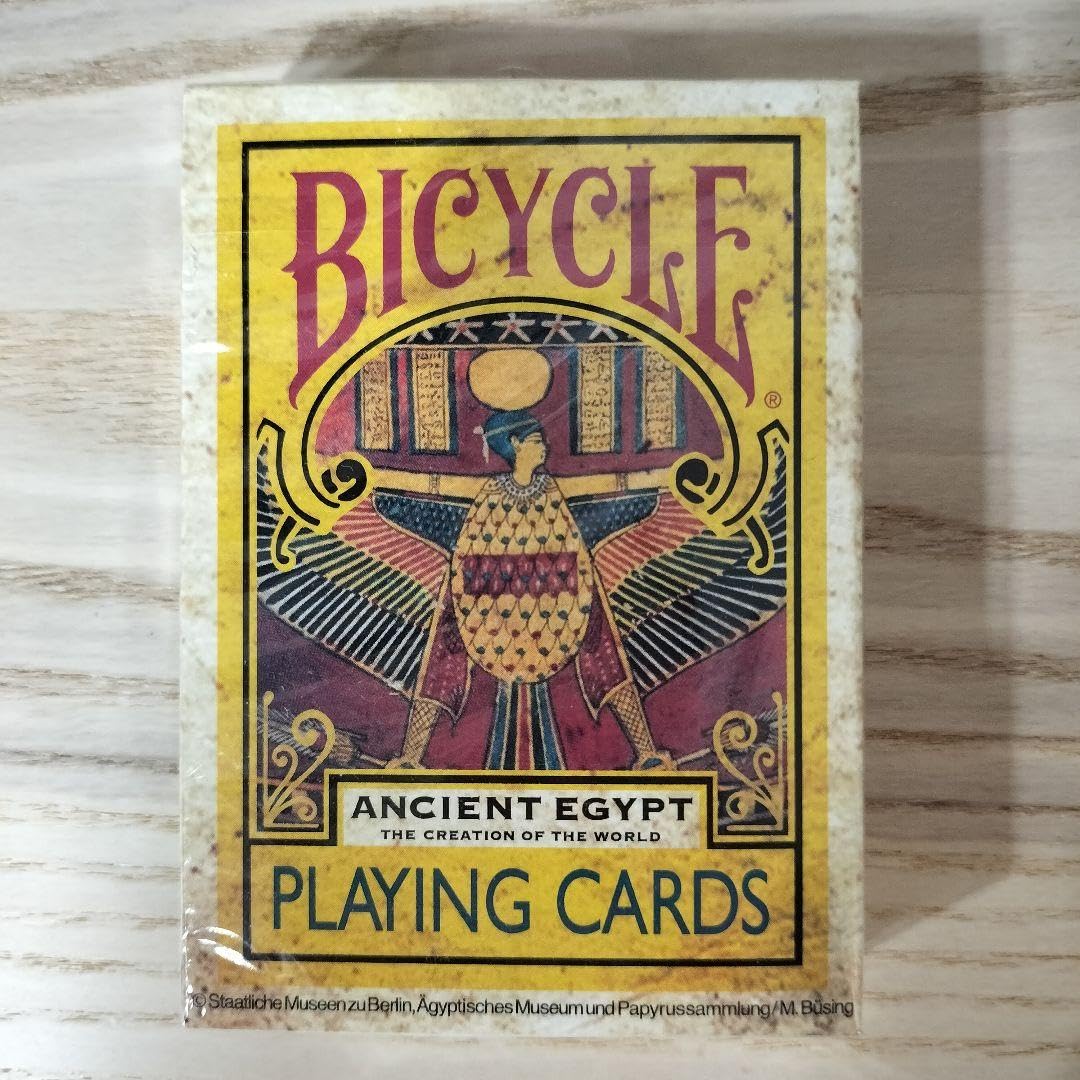 BICYCLE
®
ANCIENT EGYPT
THE CREATION OF THE WORLD
PLAYING CARDS
© Staatliche Museen zu Berlin, Ägyptisches Museum und Papyrussammlung / M. Büsing